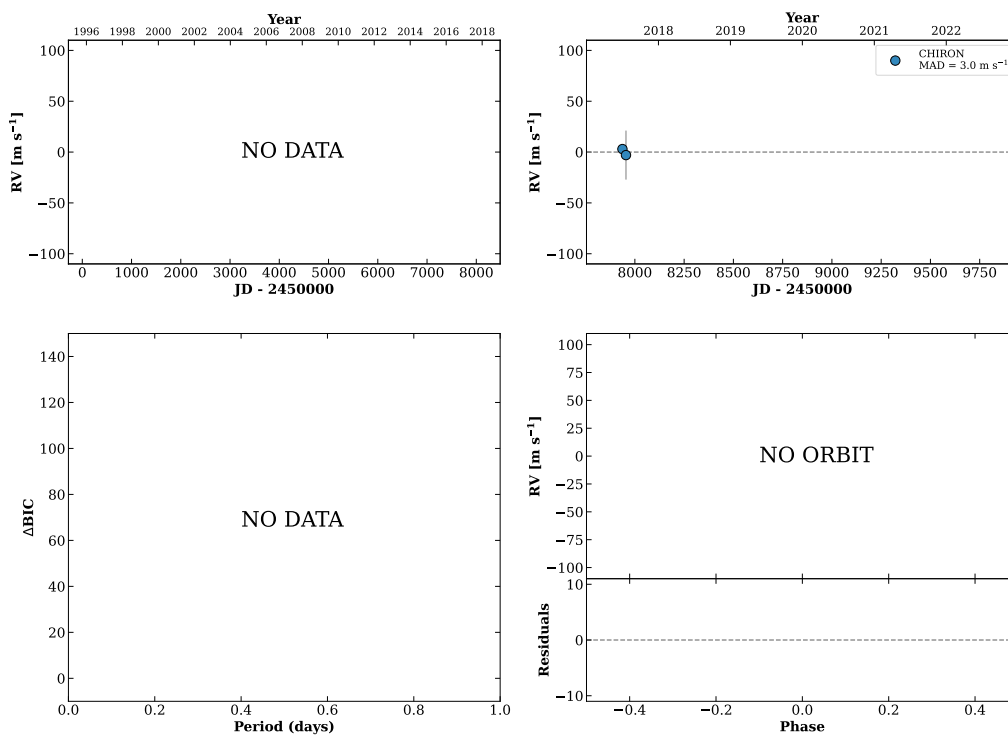 Year
1996 1998 2000 2002 2004 2006 2008 2010 2012 2014 2016 2018
100
50
0
−50
−100
RV [m s⁻¹]
NO DATA
0 1000 2000 3000 4000 5000 6000 7000 8000
JD - 2450000
Year
2018 2019 2020 2021 2022
CHIRON
MAD = 3.0 m s⁻¹
100
50
0
−50
−100
RV [m s⁻¹]
8000 8250 8500 8750 9000 9250 9500 9750
JD - 2450000
140
120
100
80
60
40
20
0
ΔBIC
NO DATA
0.0 0.2 0.4 0.6 0.8 1.0
Period (days)
100
75
50
25
0
−25
−50
−75
−100
RV [m s⁻¹]
NO ORBIT
10
0
−10
Residuals
−0.4 −0.2 0.0 0.2 0.4
Phase